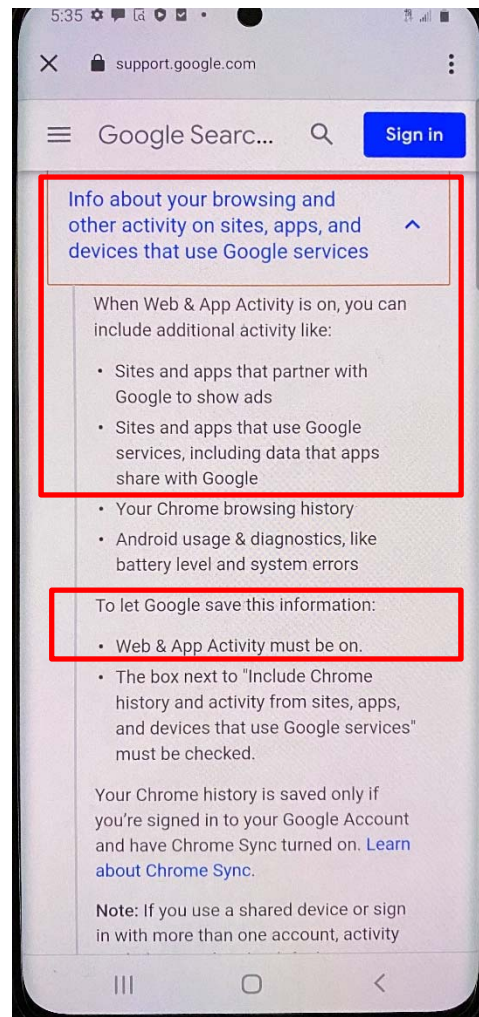 5:35
support.google.com
Google Searc...
Sign in
Info about your browsing and
other activity on sites, apps, and
devices that use Google services
When Web & App Activity is on, you can
include additional activity like:
• Sites and apps that partner with
Google to show ads
• Sites and apps that use Google
services, including data that apps
share with Google
• Your Chrome browsing history
• Android usage & diagnostics, like
battery level and system errors
To let Google save this information:
• Web & App Activity must be on.
• The box next to "Include Chrome
history and activity from sites, apps,
and devices that use Google services"
must be checked.
Your Chrome history is saved only if
you're signed in to your Google Account
and have Chrome Sync turned on. Learn
about Chrome Sync.
Note: If you use a shared device or sign
in with more than one account, activity